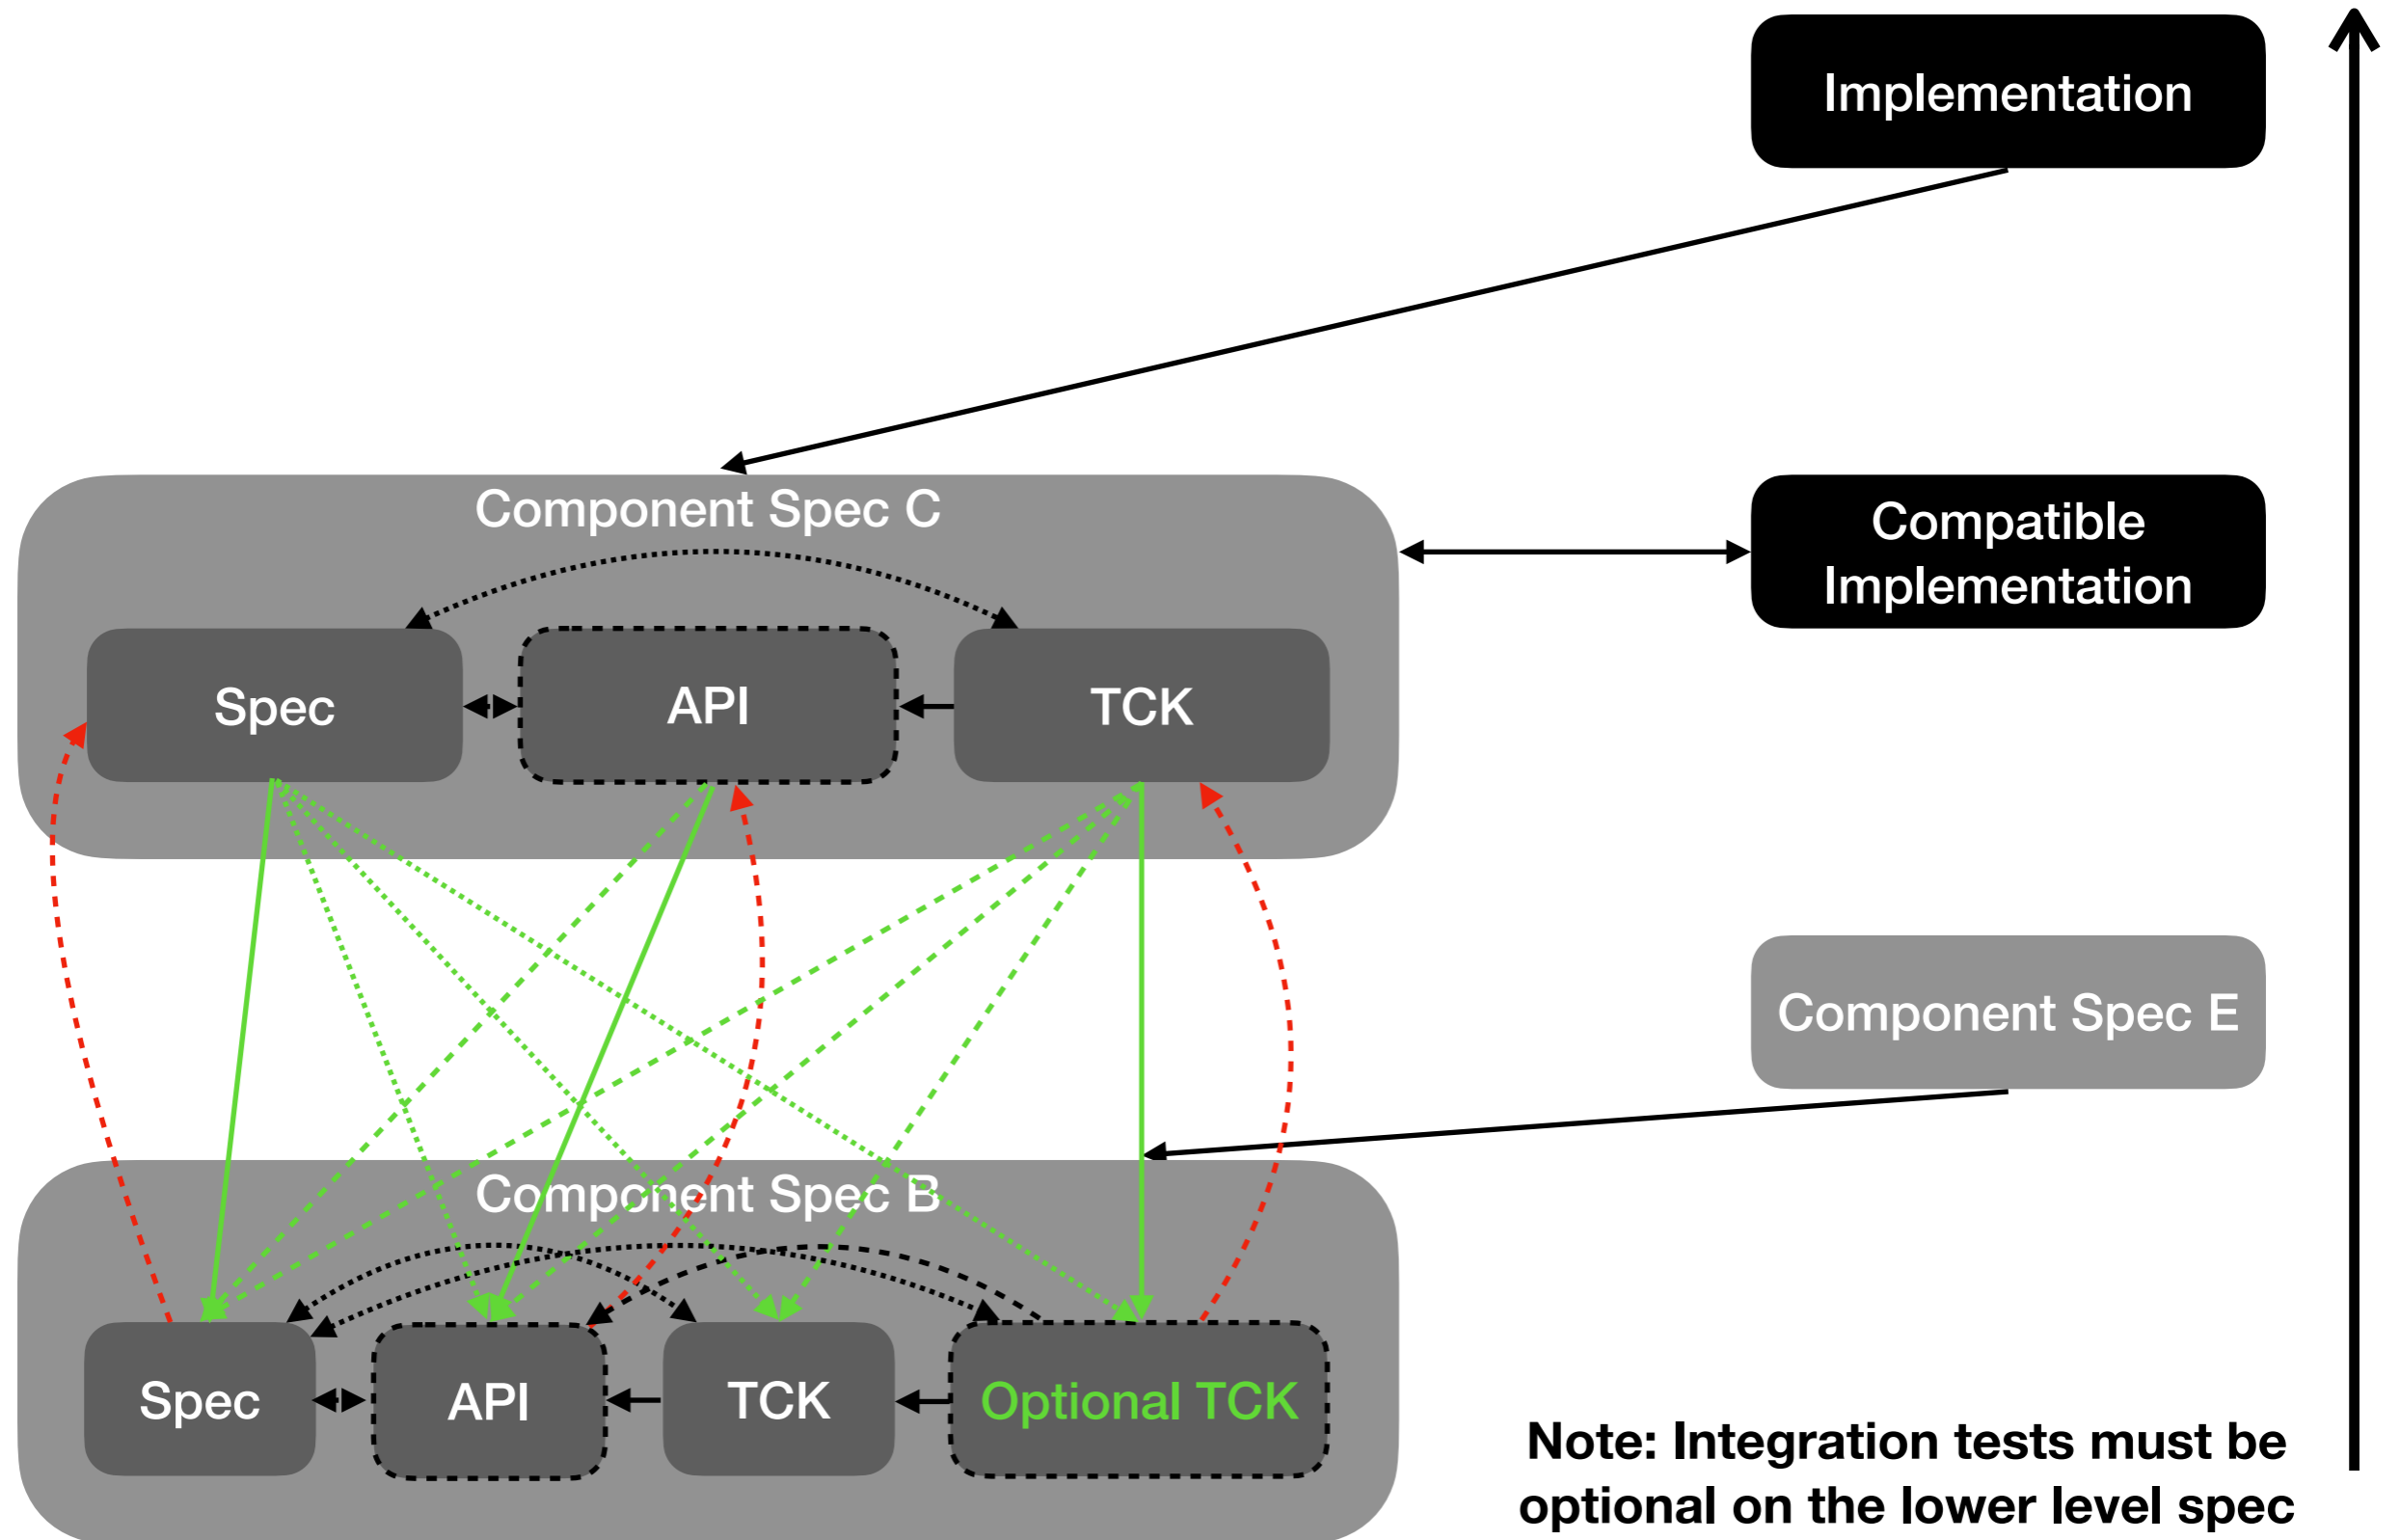 Implementation
Component Spec C
Compatible
Implementation
Spec
API
TCK
Component Spec E
Component Spec B
Spec
API
TCK
Optional TCK
Note: Integration tests must be
optional on the lower level spec